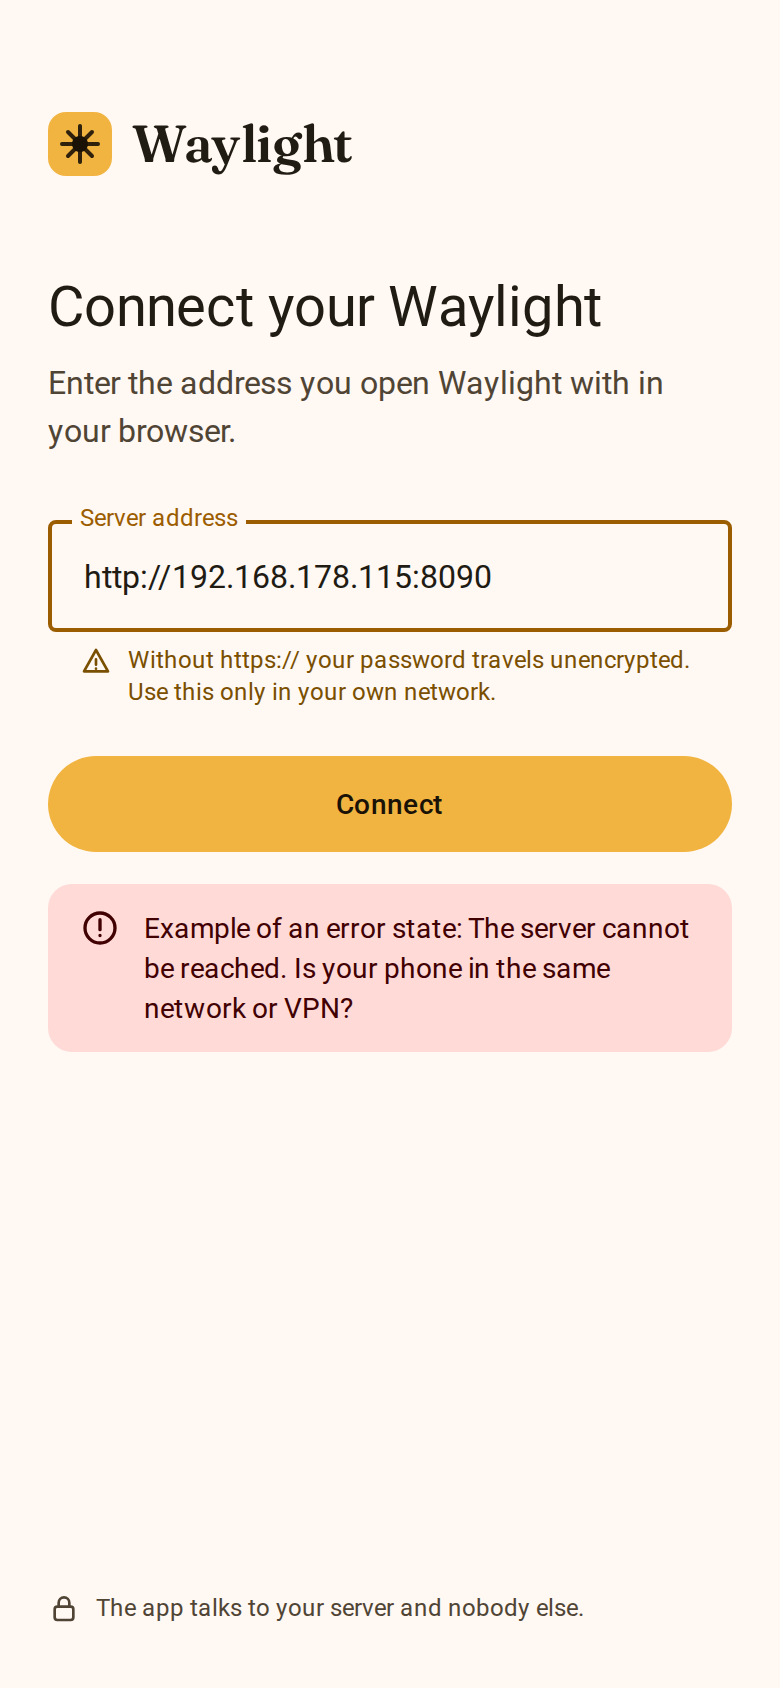 Waylight
Connect your Waylight
Enter the address you open Waylight with in
your browser.
Server address
http://192.168.178.115:8090
Without https:// your password travels unencrypted.
Use this only in your own network.
Connect
Example of an error state: The server cannot
be reached. Is your phone in the same
network or VPN?
The app talks to your server and nobody else.